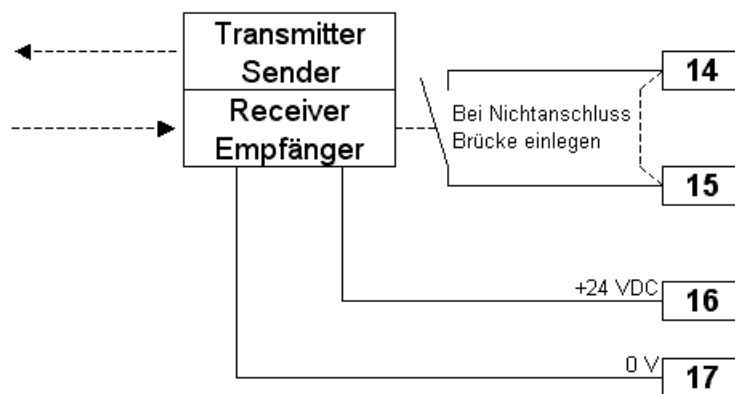 Transmitter
Sender
Receiver
Empfänger
14
Bei Nichtanschluss
Brücke einlegen
15
+24 VDC
16
0 V
17